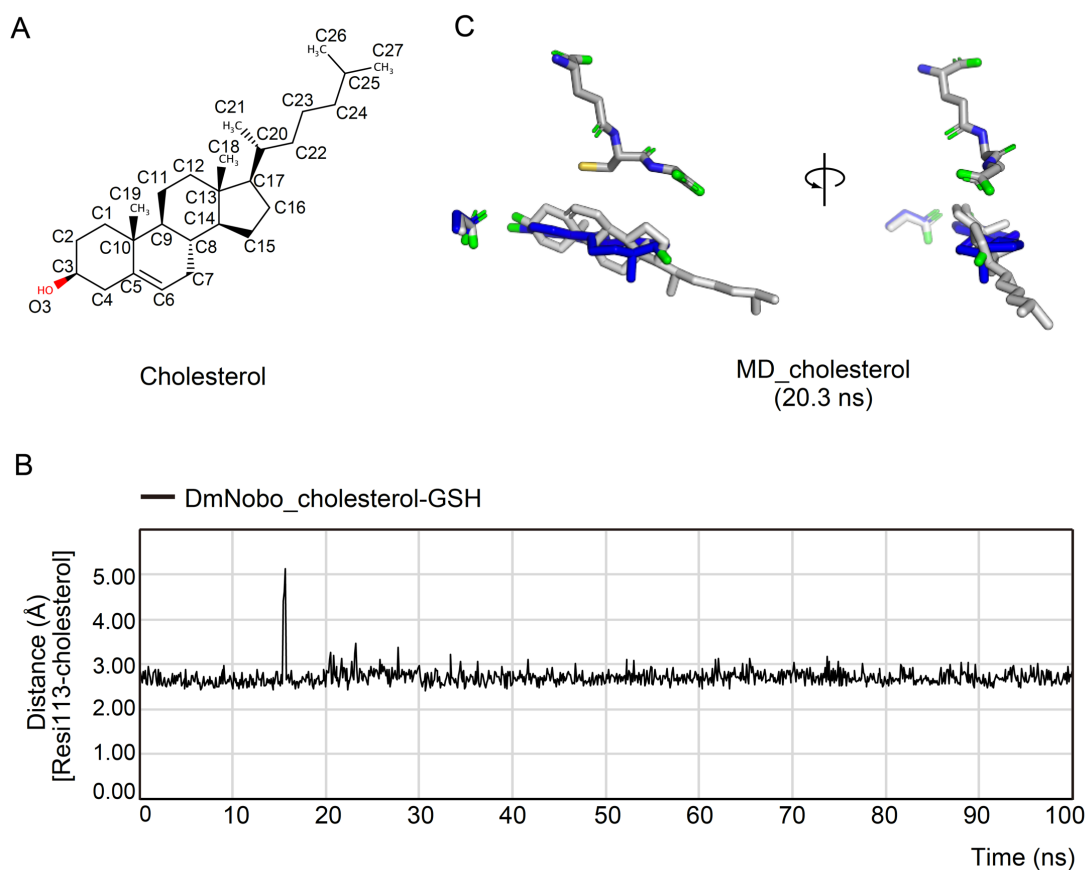 A
C26
H₃C
C27
CH₃
C25
C23
C24
C21
H₃C
C20
C22
C18
CH₃
C12
C11
C17
C19
CH₃
C13
C16
C1
C14
C2
C10
C9
C8
C15
C3
C7
HO
C5
C4
C6
O3
Cholesterol
C
MD_cholesterol
(20.3 ns)
B
DmNobo_cholesterol-GSH
Distance (Å)
[Resi113-cholesterol]
5.00
4.00
3.00
2.00
1.00
0.00
0 10 20 30 40 50 60 70 80 90 100
Time (ns)